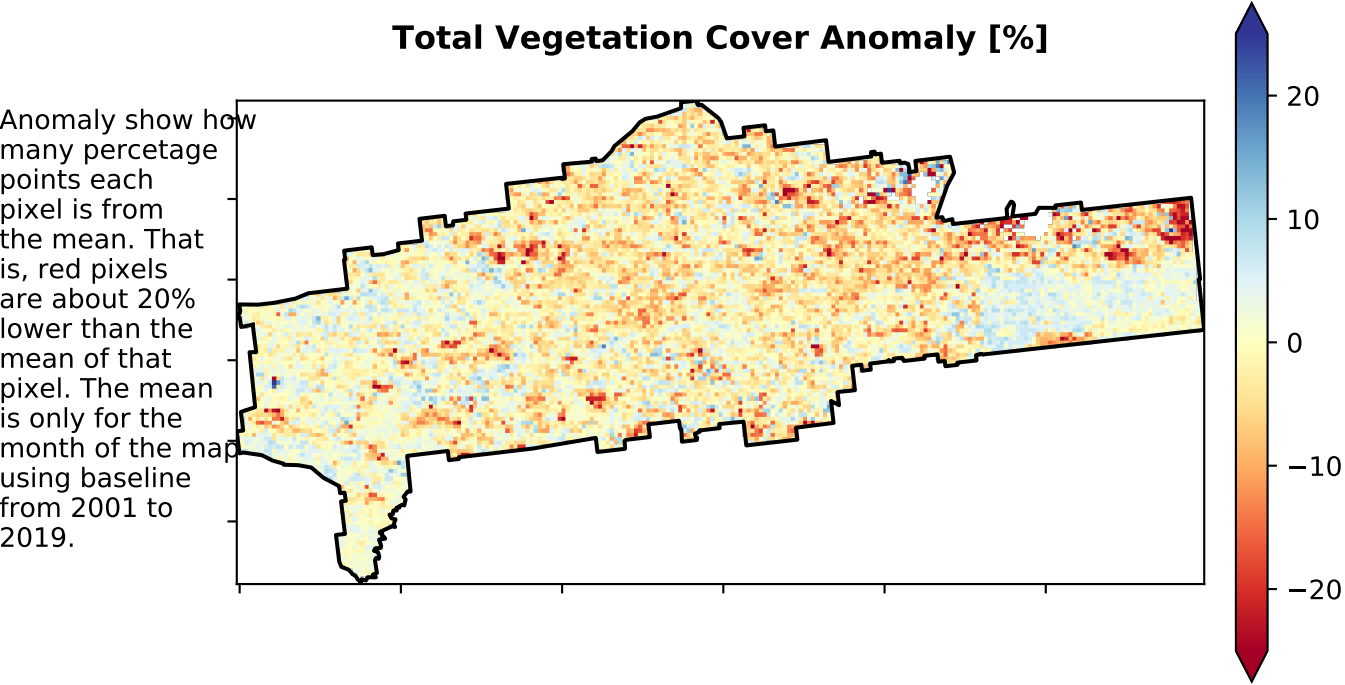 Total Vegetation Cover Anomaly [%]
Anomaly show how
many percetage
points each
pixel is from
the mean. That
is, red pixels
are about 20%
lower than the
mean of that
pixel. The mean
is only for the
month of the map
using baseline
from 2001 to
2019.
20
10
0
−10
−20